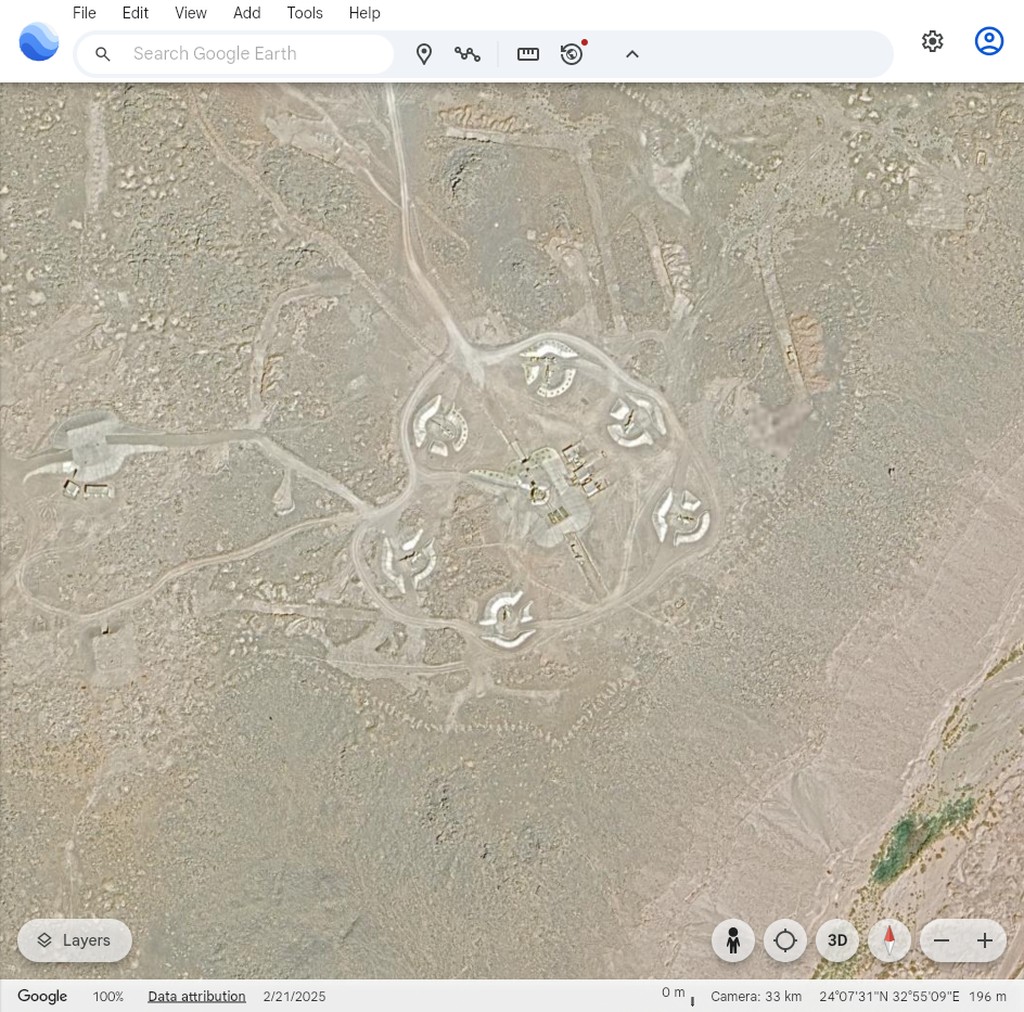 File Edit View Add Tools Help
Search Google Earth
Layers
3D
Google 100% Data attribution 2/21/2025 0 m Camera: 33 km 24°07'31"N 32°55'09"E 196 m